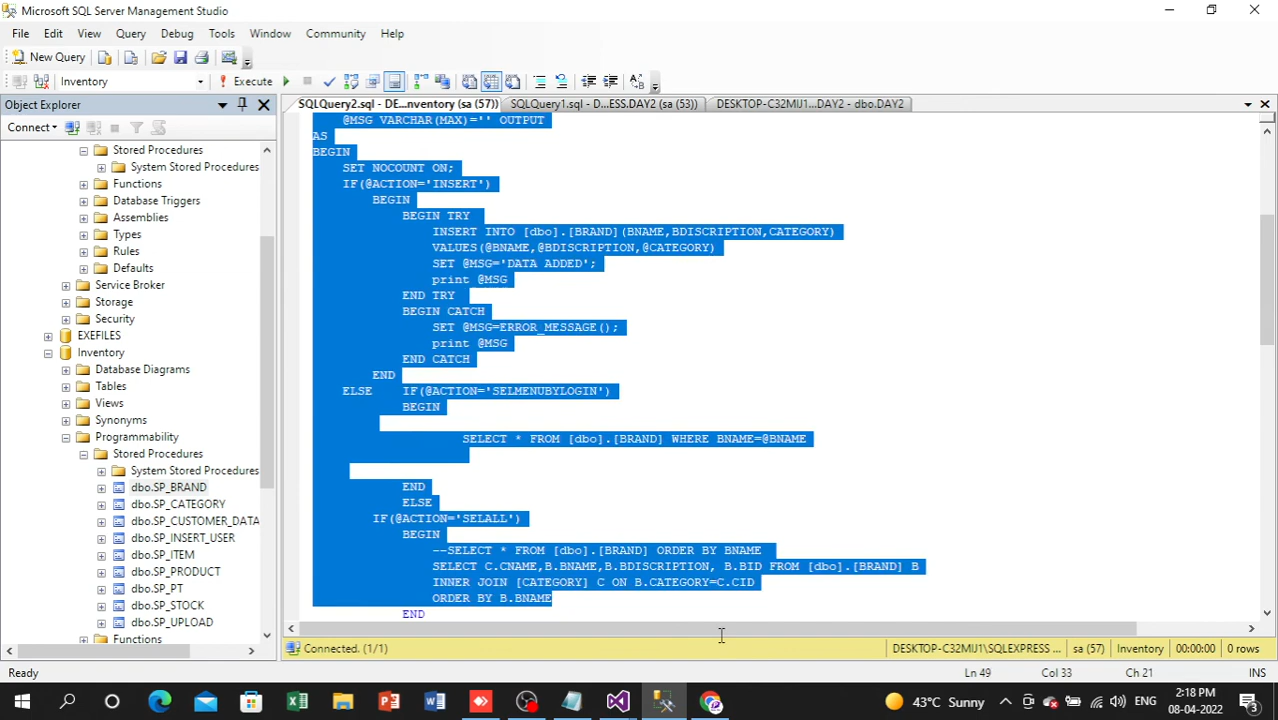 Microsoft SQL Server Management Studio
File Edit View Query Debug Tools Window Community Help
New Query
Inventory Execute
Object Explorer
SQLQuery2.sql - DE...nventory (sa (57)) SQLQuery1.sql - D...ESS.DAY2 (sa (53)) DESKTOP-C32MIJ1...DAY2 - dbo.DAY2
Connect
Stored Procedures
System Stored Procedures
Functions
Database Triggers
Assemblies
Types
Rules
Defaults
Service Broker
Storage
Security
EXEFILES
Inventory
Database Diagrams
Tables
Views
Synonyms
Programmability
Stored Procedures
System Stored Procedures
dbo.SP_BRAND
dbo.SP_CATEGORY
dbo.SP_CUSTOMER_DATA
dbo.SP_INSERT_USER
dbo.SP_ITEM
dbo.SP_PRODUCT
dbo.SP_PT
dbo.SP_STOCK
dbo.SP_UPLOAD
Functions
@MSG VARCHAR(MAX)='' OUTPUT
AS
BEGIN
SET NOCOUNT ON;
IF(@ACTION='INSERT')
BEGIN
BEGIN TRY
INSERT INTO [dbo].[BRAND](BNAME,BDISCRIPTION,CATEGORY)
VALUES(@BNAME,@BDISCRIPTION,@CATEGORY)
SET @MSG='DATA ADDED';
print @MSG
END TRY
BEGIN CATCH
SET @MSG=ERROR_MESSAGE();
print @MSG
END CATCH
END
ELSE IF(@ACTION='SELMENUBYLOGIN')
BEGIN
SELECT * FROM [dbo].[BRAND] WHERE BNAME=@BNAME
END
ELSE
IF(@ACTION='SELALL')
BEGIN
--SELECT * FROM [dbo].[BRAND] ORDER BY BNAME
SELECT C.CNAME,B.BNAME,B.BDISCRIPTION, B.BID FROM [dbo].[BRAND] B
INNER JOIN [CATEGORY] C ON B.CATEGORY=C.CID
ORDER BY B.BNAME
END
Connected. (1/1) DESKTOP-C32MIJ1\SQLEXPRESS ... sa (57) Inventory 00:00:00 0 rows
Ready Ln 49 Col 33 Ch 21 INS
43°C Sunny ENG 2:18 PM
08-04-2022 3